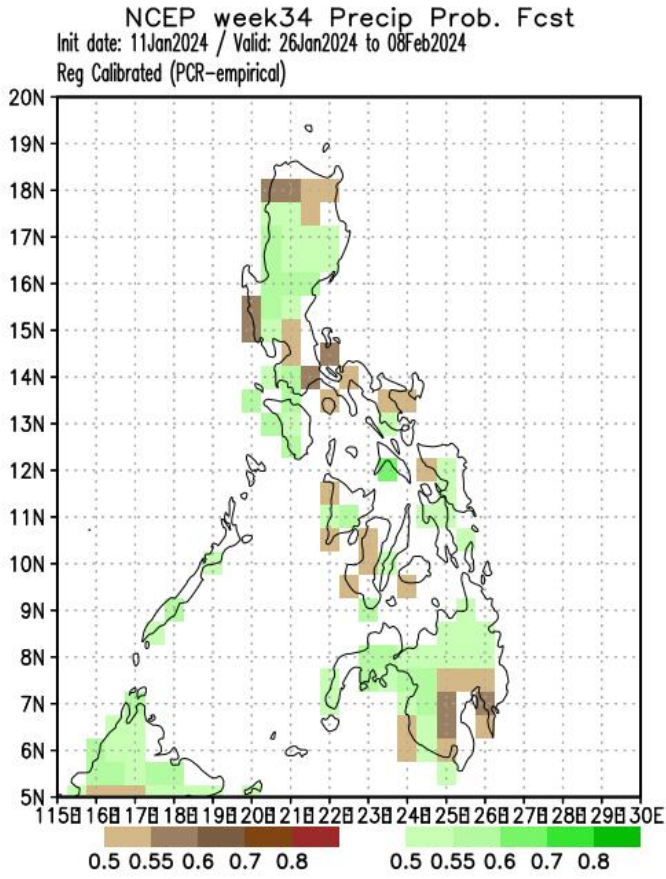 NCEP week34 Precip Prob. Fcst
Init date: 11Jan2024 / Valid: 26Jan2024 to 08Feb2024
Reg Calibrated (PCR-empirical)
20N
19N
18N
17N
16N
15N
14N
13N
12N
11N
10N
9N
8N
7N
6N
5N
115E 116E 117E 118E 119E 120E 121E 122E 123E 124E 125E 126E 127E 128E 129E 130E
0.5 0.55 0.6 0.7 0.8 0.5 0.55 0.6 0.7 0.8